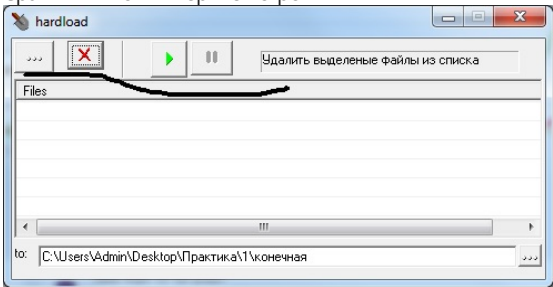 hardload
...
Удалить выделеные файлы из списка
Files
to:
C:\Users\Admin\Desktop\Практика\1\конечная
...